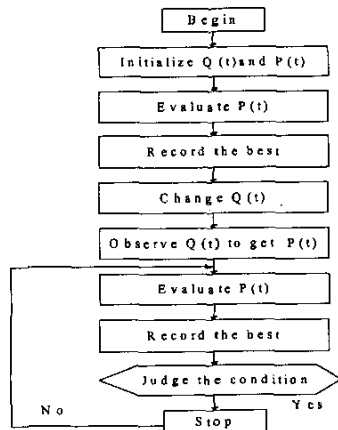 Begin
Initialize Q(t)and P(t)
Evaluate P(t)
Record the best
Change Q(t)
Observe Q(t) to get P(t)
Evaluate P(t)
Record the best
Judge the condition
No
Yes
Stop